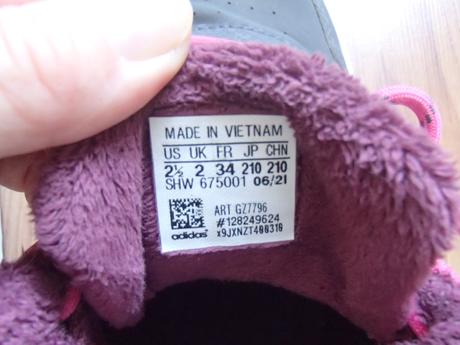 MADE IN VIETNAM
US UK FR JP CHN
2½ 2 34 210 210
SHW 675001 06/21
ART GZ7796
#128249624
adidas x9JXNZT400310